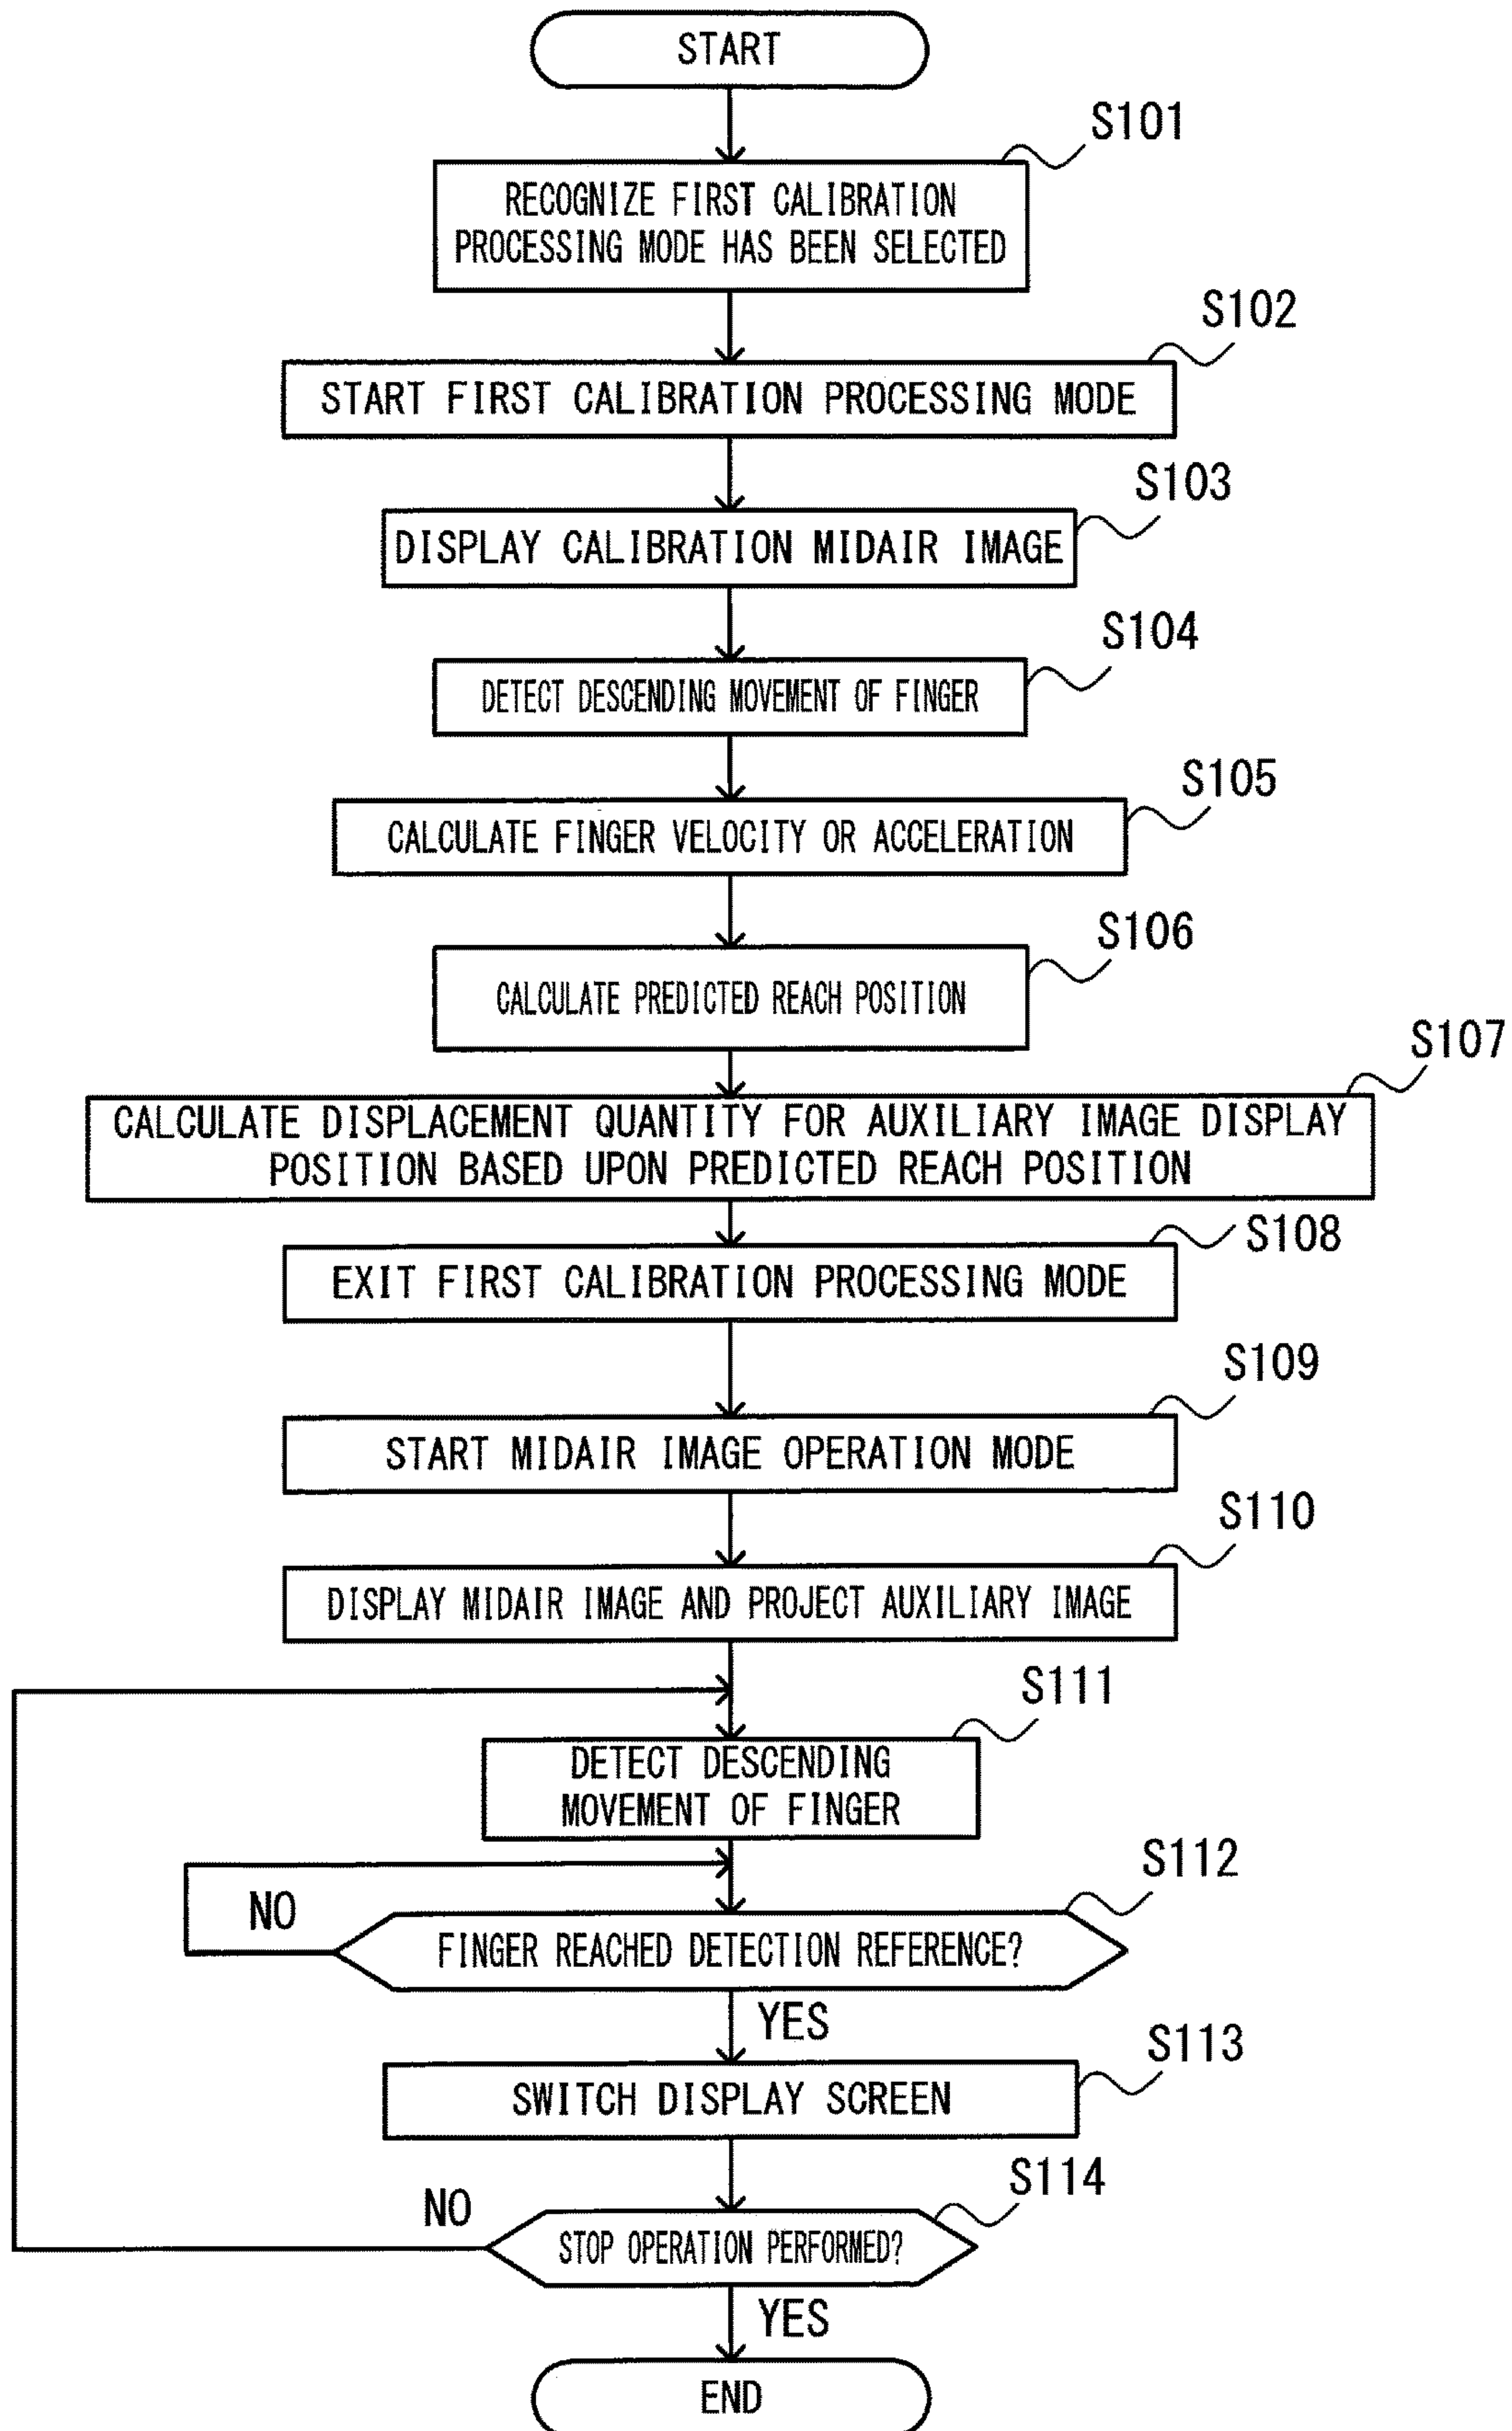 START
S101
RECOGNIZE FIRST CALIBRATION
PROCESSING MODE HAS BEEN SELECTED
S102
START FIRST CALIBRATION PROCESSING MODE
S103
DISPLAY CALIBRATION MIDAIR IMAGE
S104
DETECT DESCENDING MOVEMENT OF FINGER
S105
CALCULATE FINGER VELOCITY OR ACCELERATION
S106
CALCULATE PREDICTED REACH POSITION
S107
CALCULATE DISPLACEMENT QUANTITY FOR AUXILIARY IMAGE DISPLAY
POSITION BASED UPON PREDICTED REACH POSITION
S108
EXIT FIRST CALIBRATION PROCESSING MODE
S109
START MIDAIR IMAGE OPERATION MODE
S110
DISPLAY MIDAIR IMAGE AND PROJECT AUXILIARY IMAGE
S111
DETECT DESCENDING
MOVEMENT OF FINGER
S112
NO
FINGER REACHED DETECTION REFERENCE?
YES
S113
SWITCH DISPLAY SCREEN
S114
NO
STOP OPERATION PERFORMED?
YES
END